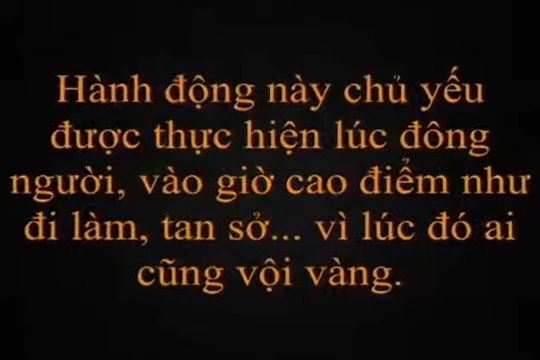 Hành động này chủ yếu
được thực hiện lúc đông
người, vào giờ cao điểm như
đi làm, tan sở... vì lúc đó ai
cũng vội vàng.